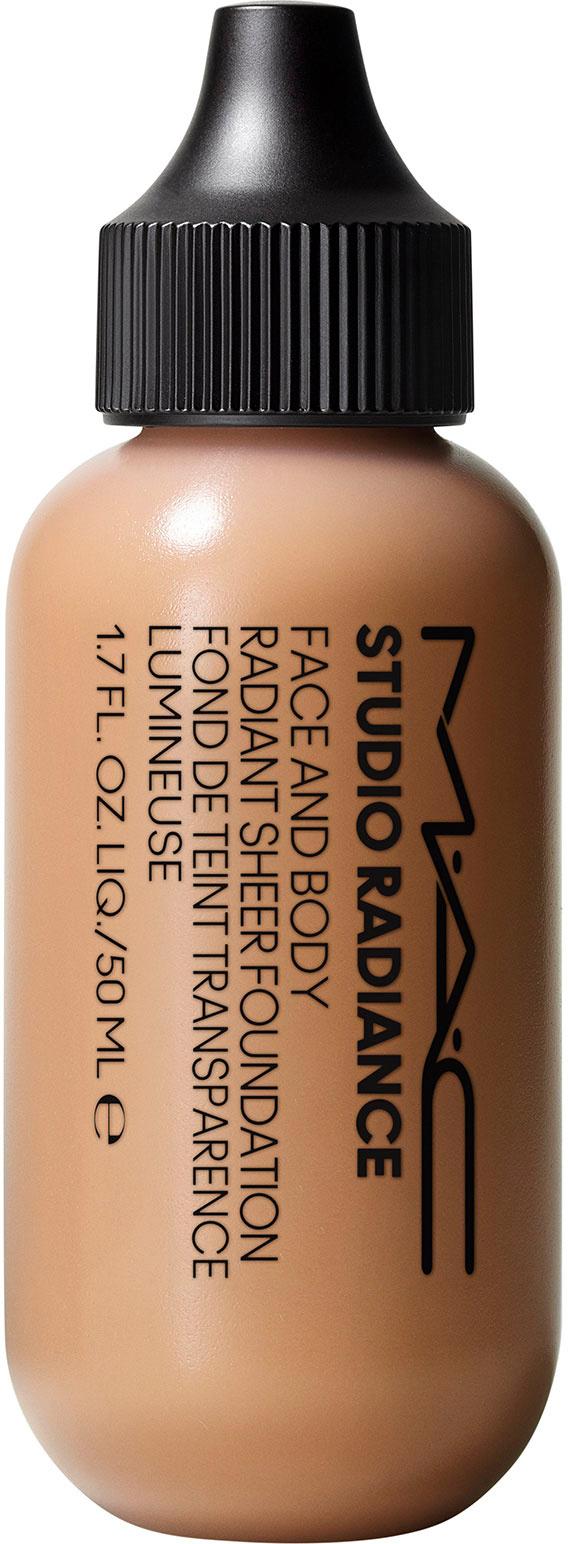 M·A·C
STUDIO RADIANCE
FACE AND BODY
RADIANT SHEER FOUNDATION
FOND DE TEINT TRANSPARENCE
LUMINEUSE
1.7 FL. OZ. LIQ./50 ML ℮